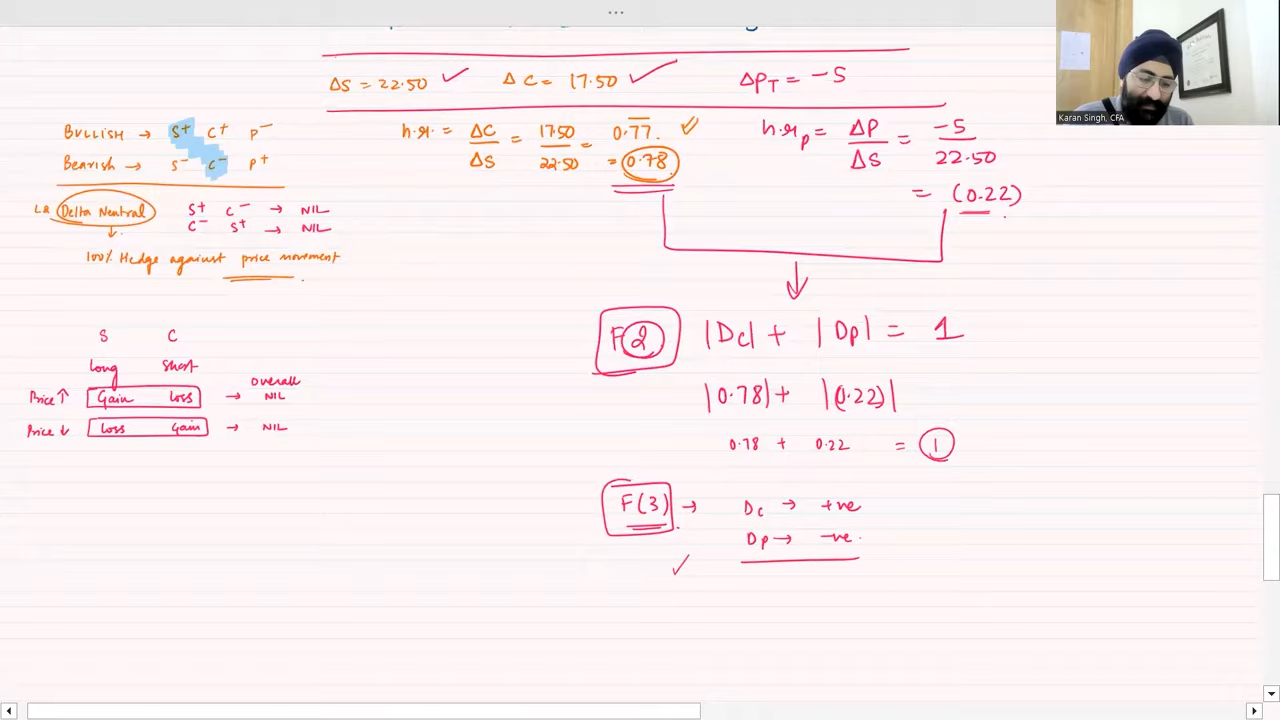 ΔS = 22.50 ✓ ΔC = 17.50 ✓ ΔP_T = -5
BULLISH → S⁺ C⁺ P⁻
Bearish → S⁻ C⁻ P⁺
Delta Neutral S⁺ C⁻ → NIL
C⁻ S⁺ → NIL
100% Hedge against price movement
S C
Long Short
Price ↑ Gain Loss → Overall NIL
Price ↓ Loss Gain → NIL
h.r. = ΔC/ΔS = 17.50/22.50 = 0.77
= 0.78
h.r_p = ΔP/ΔS = -5/22.50
= (0.22)
F(2) |Dc| + |Dp| = 1
|0.78| + |(0.22)|
0.78 + 0.22 = 1
F(3) → Dc → +ve
Dp → -ve.
Karan Singh, CFA